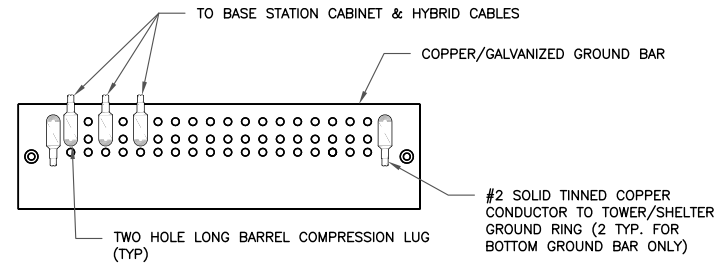 TO BASE STATION CABINET & HYBRID CABLES
COPPER/GALVANIZED GROUND BAR
#2 SOLID TINNED COPPER
CONDUCTOR TO TOWER/SHELTER
GROUND RING (2 TYP. FOR
BOTTOM GROUND BAR ONLY)
TWO HOLE LONG BARREL COMPRESSION LUG
(TYP)